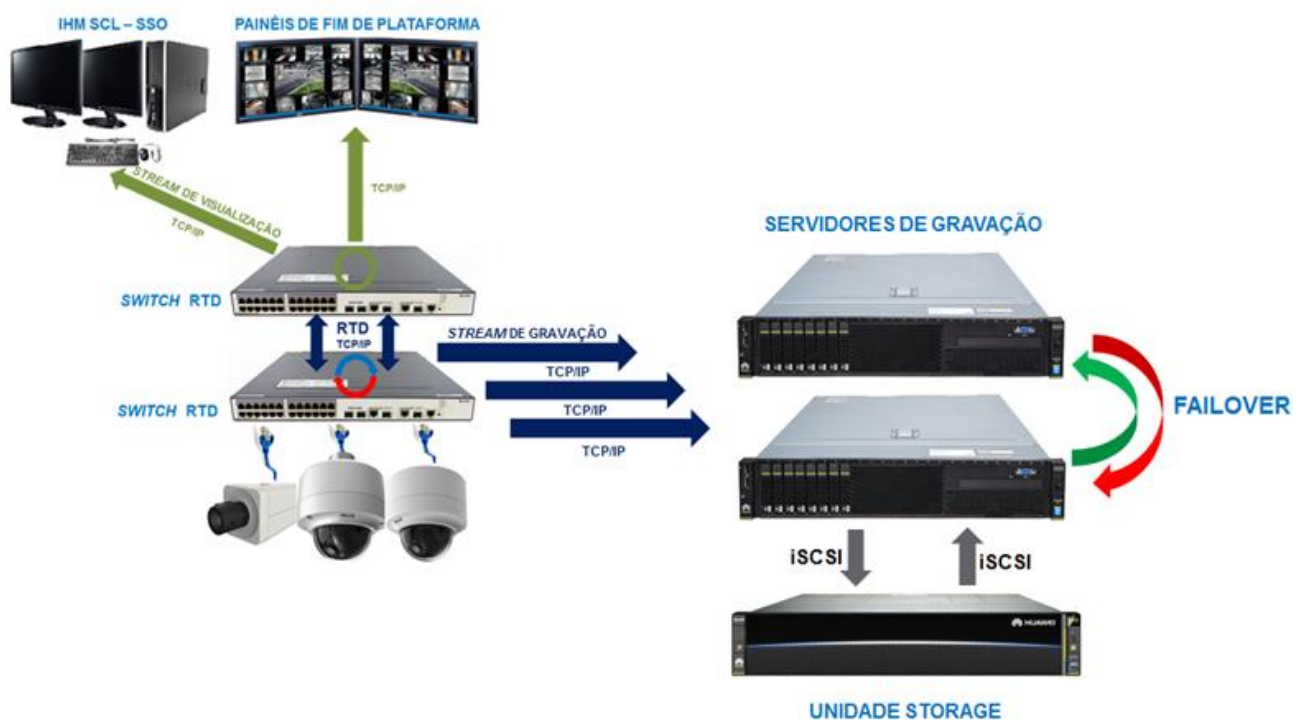 IHM SCL – SSO
PAINÉIS DE FIM DE PLATAFORMA
STREAM DE VISUALIZAÇÃO
TCP/IP
TCP/IP
SWITCH RTD
RTD
TCP/IP
SWITCH RTD
STREAM DE GRAVAÇÃO
TCP/IP
TCP/IP
TCP/IP
SERVIDORES DE GRAVAÇÃO
FAILOVER
iSCSI
iSCSI
HUAWEI
UNIDADE STORAGE